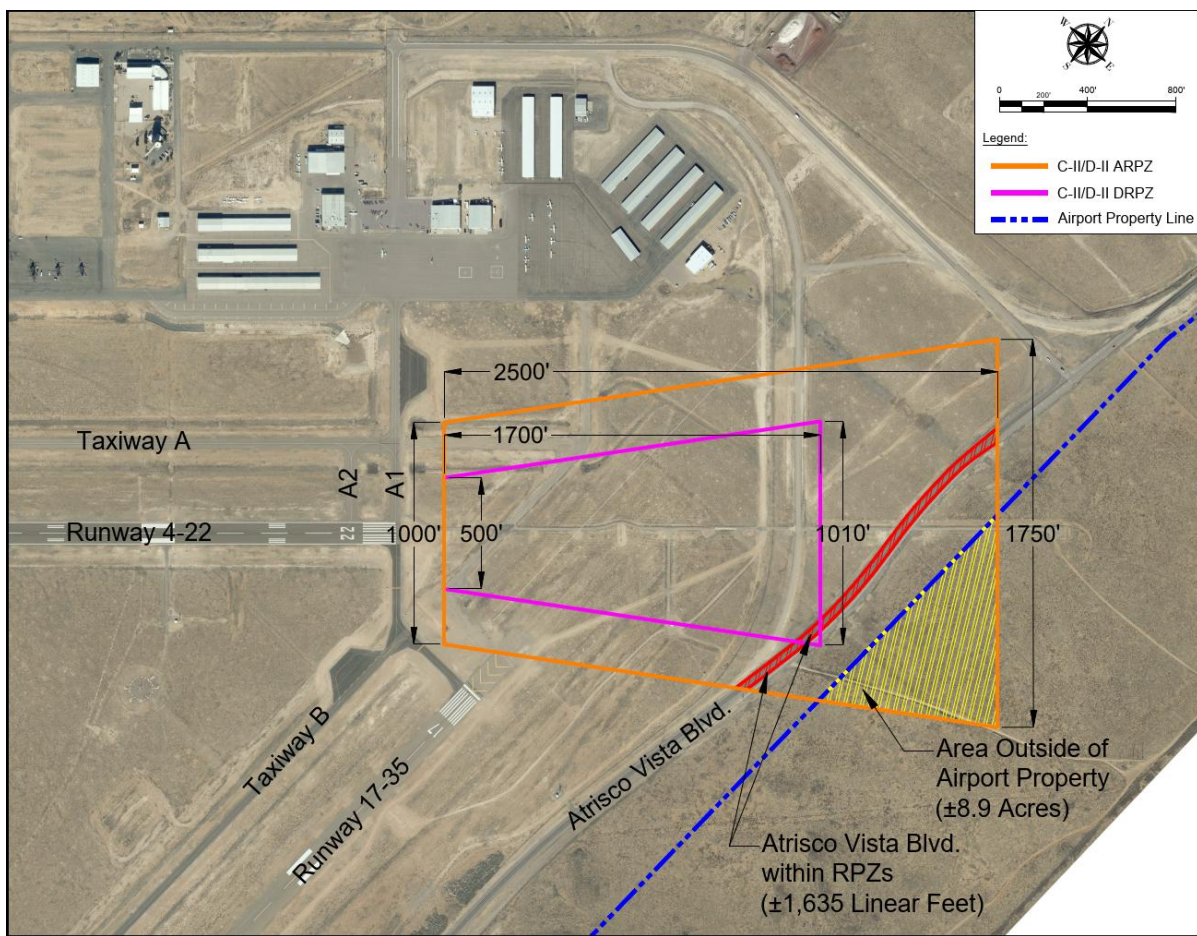 W
N
S
E
0
200'
400'
800'
Legend:
C-II/D-II ARPZ
C-II/D-II DRPZ
Airport Property Line
2500'
1700'
Taxiway A
A2
A1
Runway 4-22
22
1000'
500'
1010'
1750'
Taxiway B
Runway 17-35
Atrisco Vista Blvd.
Area Outside of
Airport Property
(±8.9 Acres)
Atrisco Vista Blvd.
within RPZs
(±1,635 Linear Feet)